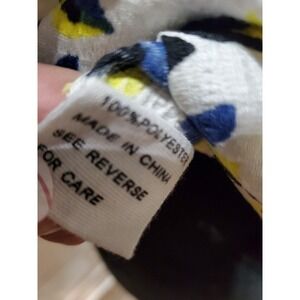 100% POLYESTER
MADE IN CHINA
SEE REVERSE
FOR CARE